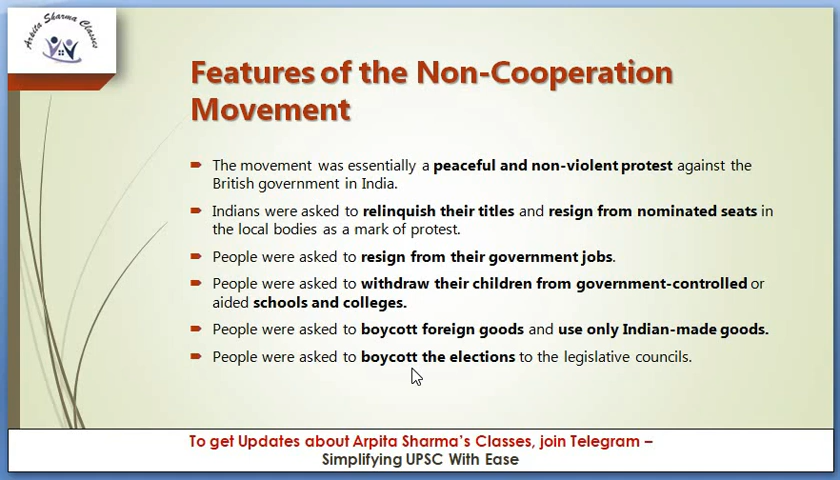 Arpita Sharma Classes
Features of the Non-Cooperation
Movement
The movement was essentially a peaceful and non-violent protest against the
British government in India.
Indians were asked to relinquish their titles and resign from nominated seats in
the local bodies as a mark of protest.
People were asked to resign from their government jobs.
People were asked to withdraw their children from government-controlled or
aided schools and colleges.
People were asked to boycott foreign goods and use only Indian-made goods.
People were asked to boycott the elections to the legislative councils.
To get Updates about Arpita Sharma's Classes, join Telegram –
Simplifying UPSC With Ease